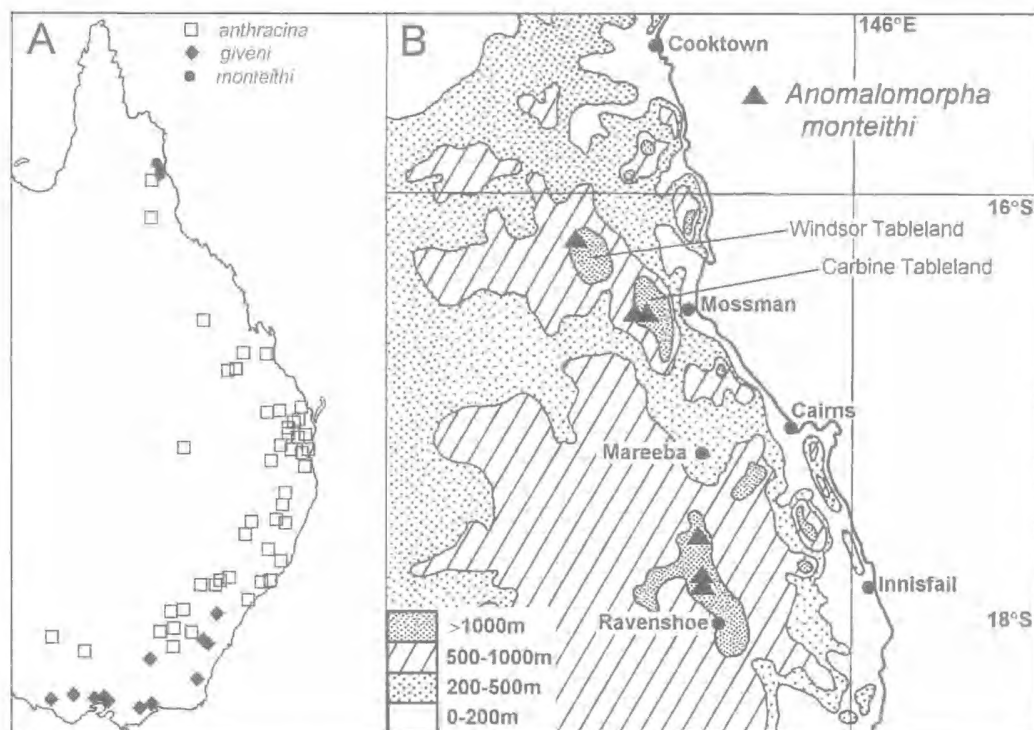 A
anthracina
giveni
monteithi
B
146°E
Cooktown
Anomalomorpha
monteithi
16°S
Windsor Tableland
Carbine Tableland
Mossman
Cairns
Mareeba
Innisfail
Ravenshoe
18°S
>1000m
500-1000m
200-500m
0-200m